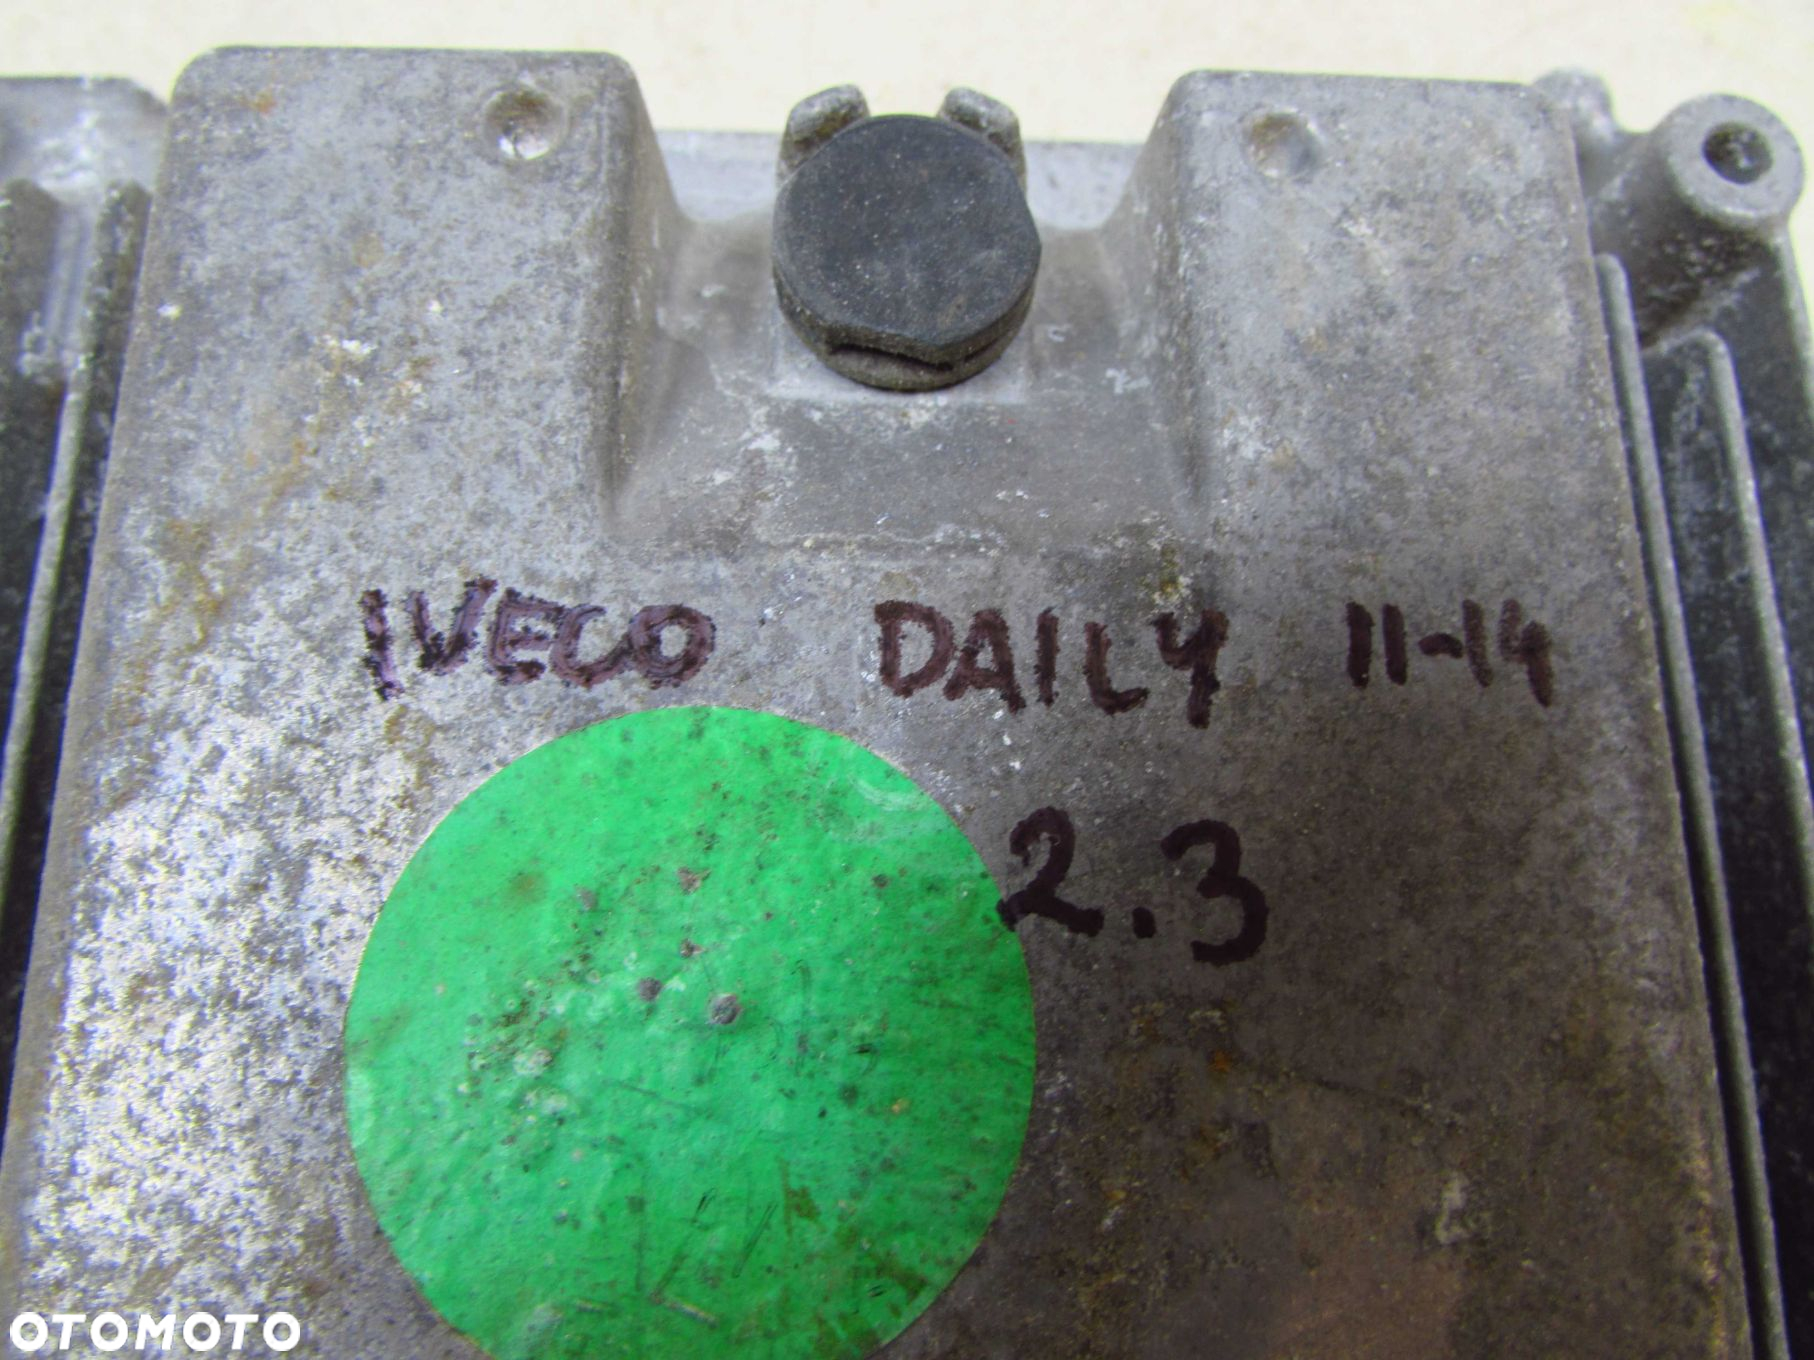 IVECO DAILY 11-14
2.3
OTOMOTO